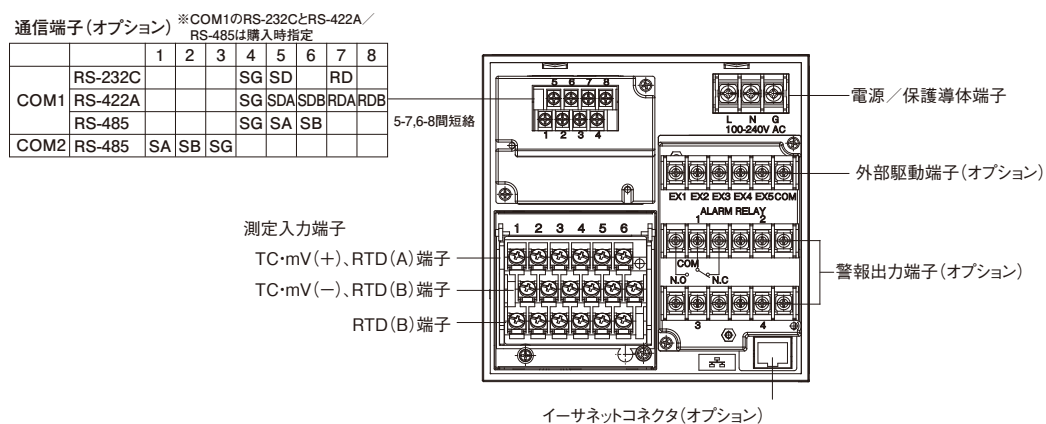 通信端子(オプション) ※COM1のRS-232CとRS-422A/
RS-485は購入時指定
1 2 3 4 5 6 7 8
COM1 RS-232C SG SD RD
RS-422A SG SDA SDB RDA RDB
RS-485 SG SA SB
COM2 RS-485 SA SB SG
5-7,6-8間短絡
5 6 7 8
1 2 3 4
L N G
100-240V AC
電源/保護導体端子
EX1 EX2 EX3 EX4 EX5 COM
外部駆動端子(オプション)
ALARM RELAY
1 2
COM
N.O N.C
3 4
警報出力端子(オプション)
測定入力端子
1 2 3 4 5 6
TC・mV(+)、RTD(A)端子
TC・mV(−)、RTD(B)端子
RTD(B)端子
イーサネットコネクタ(オプション)